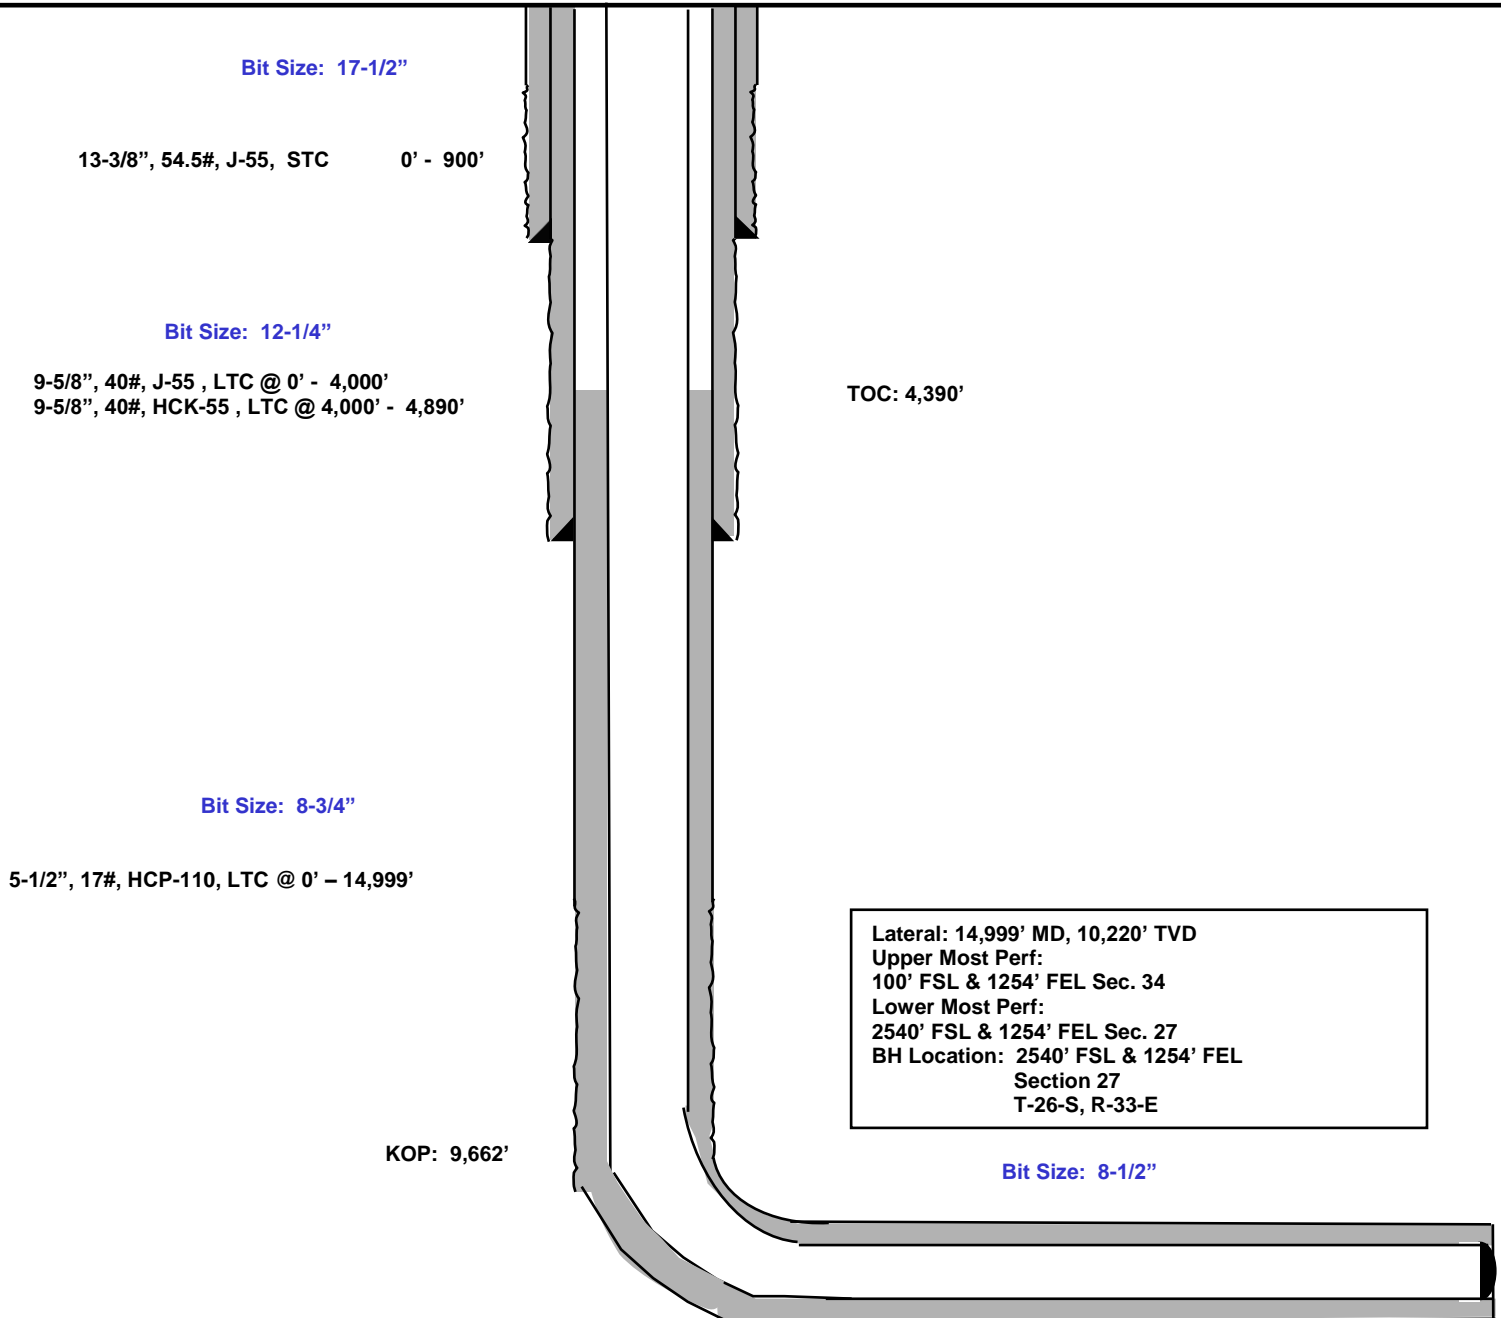 Bit Size:  17-1/2”
13-3/8”, 54.5#, J-55,  STC            0’ -  900’
Bit Size:  12-1/4”
9-5/8”, 40#, J-55 , LTC @ 0’ -  4,000’
9-5/8”, 40#, HCK-55 , LTC @ 4,000’ -  4,890’
TOC: 4,390’
Bit Size:  8-3/4”
5-1/2”, 17#, HCP-110, LTC @ 0’ – 14,999’
Lateral: 14,999’ MD, 10,220’ TVD
Upper Most Perf:
100’ FSL & 1254’ FEL Sec. 34
Lower Most Perf:
2540’ FSL & 1254’ FEL Sec. 27
BH Location:  2540’ FSL & 1254’ FEL
Section 27
T-26-S, R-33-E
KOP:  9,662’
Bit Size:  8-1/2”